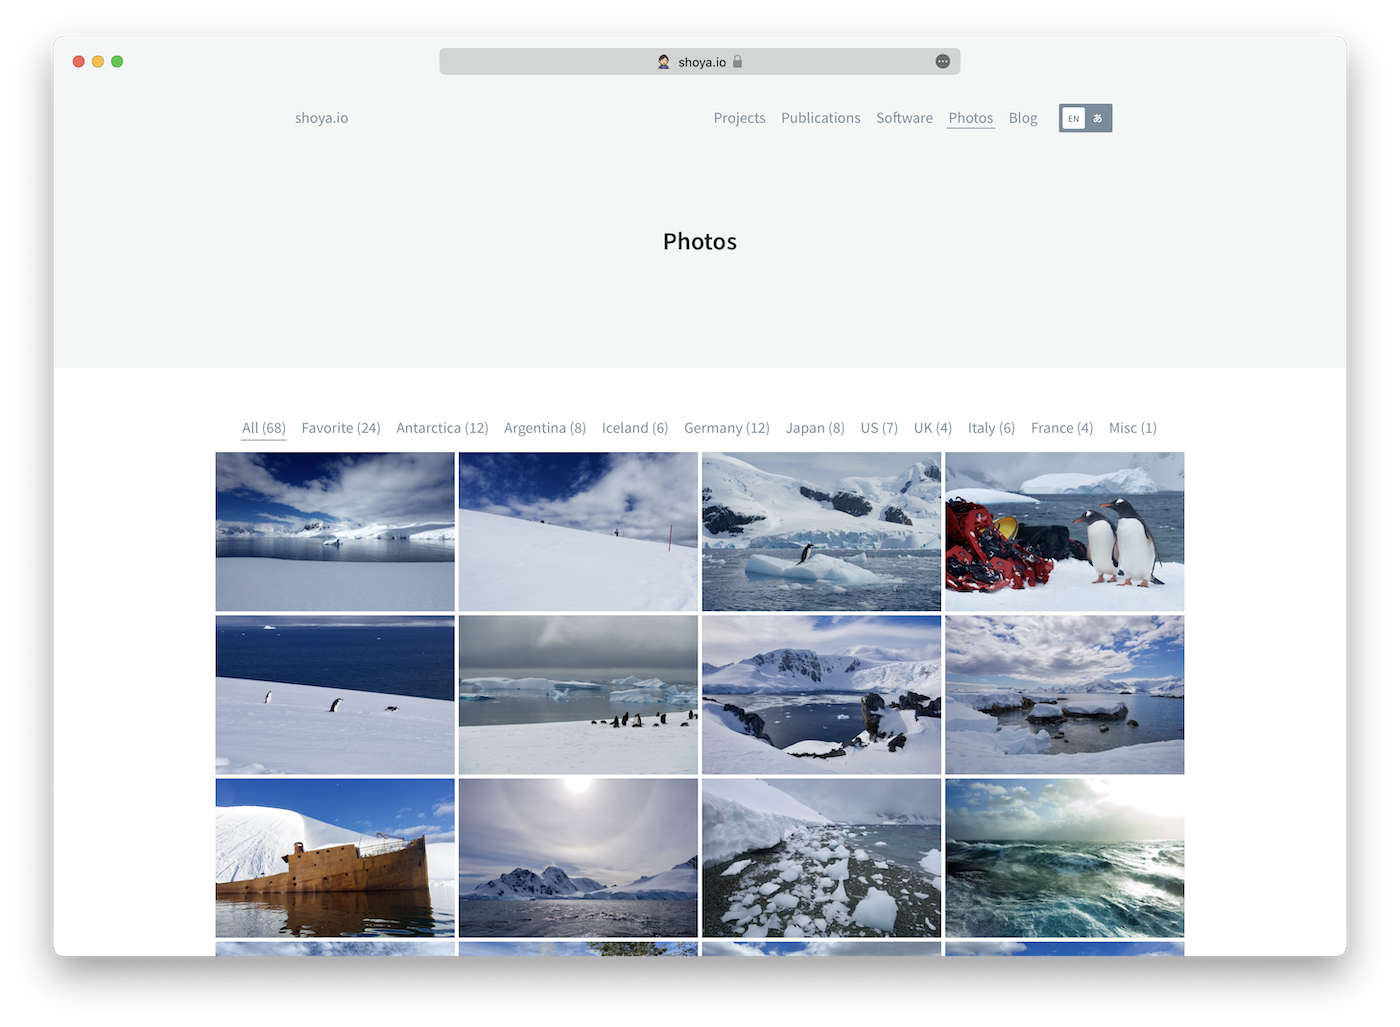 shoya.io
shoya.io Projects Publications Software Photos Blog EN あ
Photos
All (68) Favorite (24) Antarctica (12) Argentina (8) Iceland (6) Germany (12) Japan (8) US (7) UK (4) Italy (6) France (4) Misc (1)